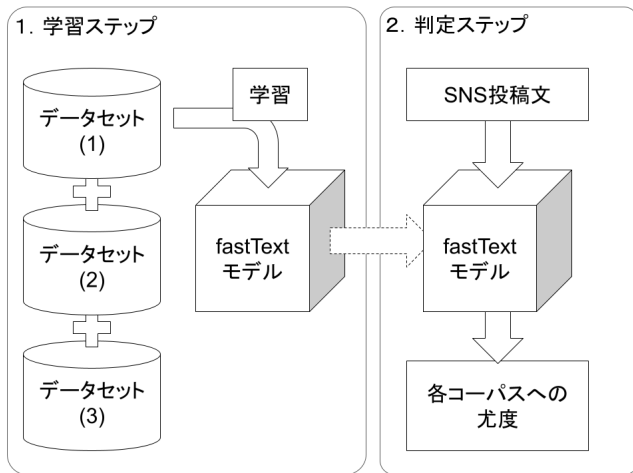 1. 学習ステップ
データセット
(1)
データセット
(2)
データセット
(3)
学習
fastText
モデル
2. 判定ステップ
SNS投稿文
fastText
モデル
各コーパスへの
尤度